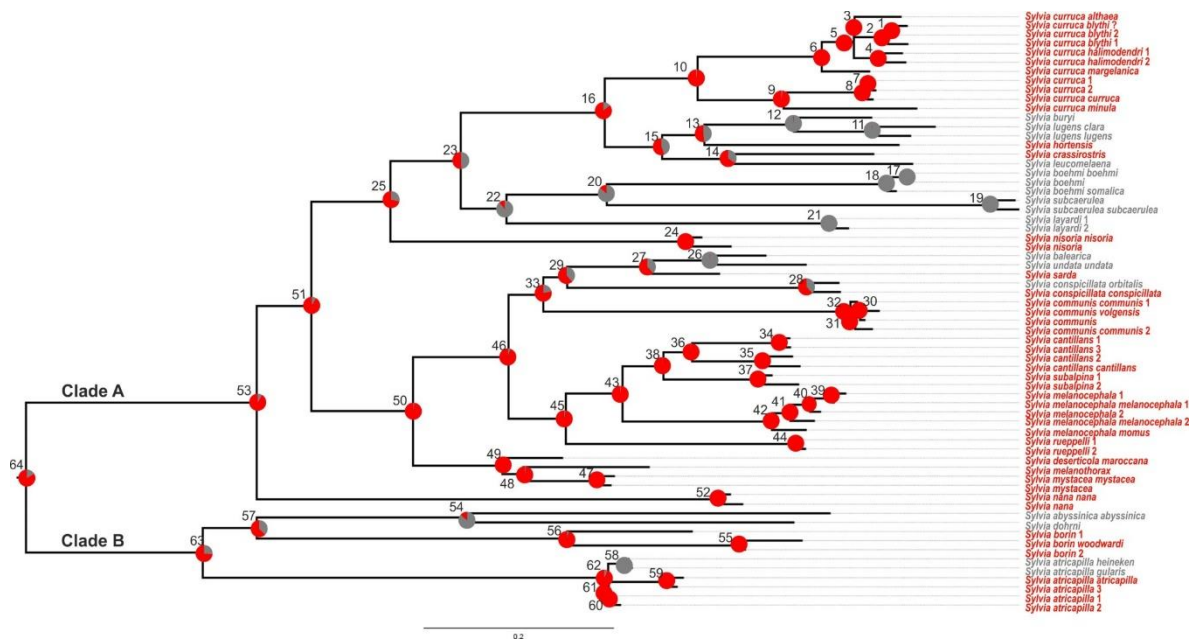 Sylvia curruca althaea
Sylvia curruca blythi ?
Sylvia curruca blythi 2
Sylvia curruca blythi 1
Sylvia curruca halimodendri 1
Sylvia curruca halimodendri 2
Sylvia curruca margelanica
Sylvia curruca 1
Sylvia curruca 2
Sylvia curruca curruca
Sylvia curruca minula
Sylvia buryi
Sylvia lugens clara
Sylvia lugens lugens
Sylvia hortensis
Sylvia crassirostris
Sylvia leucomelaena
Sylvia boehmi boehmi
Sylvia boehmi
Sylvia boehmi somalica
Sylvia subcaerulea
Sylvia subcaerulea subcaerulea
Sylvia layardi 1
Sylvia layardi 2
Sylvia nisoria nisoria
Sylvia nisoria
Sylvia balearica
Sylvia undata undata
Sylvia sarda
Sylvia conspicillata orbitalis
Sylvia conspicillata conspicillata
Sylvia communis communis 1
Sylvia communis volgensis
Sylvia communis
Sylvia communis communis 2
Sylvia cantillans 1
Sylvia cantillans 3
Sylvia cantillans 2
Sylvia cantillans cantillans
Sylvia subalpina 1
Sylvia subalpina 2
Sylvia melanocephala 1
Sylvia melanocephala melanocephala 1
Sylvia melanocephala 2
Sylvia melanocephala melanocephala 2
Sylvia melanocephala momus
Sylvia rueppelli 1
Sylvia rueppelli 2
Sylvia deserticola maroccana
Sylvia melanothorax
Sylvia mystacea mystacea
Sylvia mystacea
Sylvia nana nana
Sylvia nana
Sylvia abyssinica abyssinica
Sylvia dohrni
Sylvia borin 1
Sylvia borin woodwardi
Sylvia borin 2
Sylvia atricapilla heineken
Sylvia atricapilla gularis
Sylvia atricapilla atricapilla
Sylvia atricapilla 3
Sylvia atricapilla 1
Sylvia atricapilla 2
Clade A
Clade B
3
1
2
5
4
6
10
7
8
9
16
12
13
11
15
14
23
17
18
20
25
19
22
21
24
26
27
29
28
33
51
30
32
31
34
36
46
35
38
37
43
39
40
41
53
45
42
50
44
49
47
48
64
52
54
57
56
55
63
58
62
59
61
60
0.2